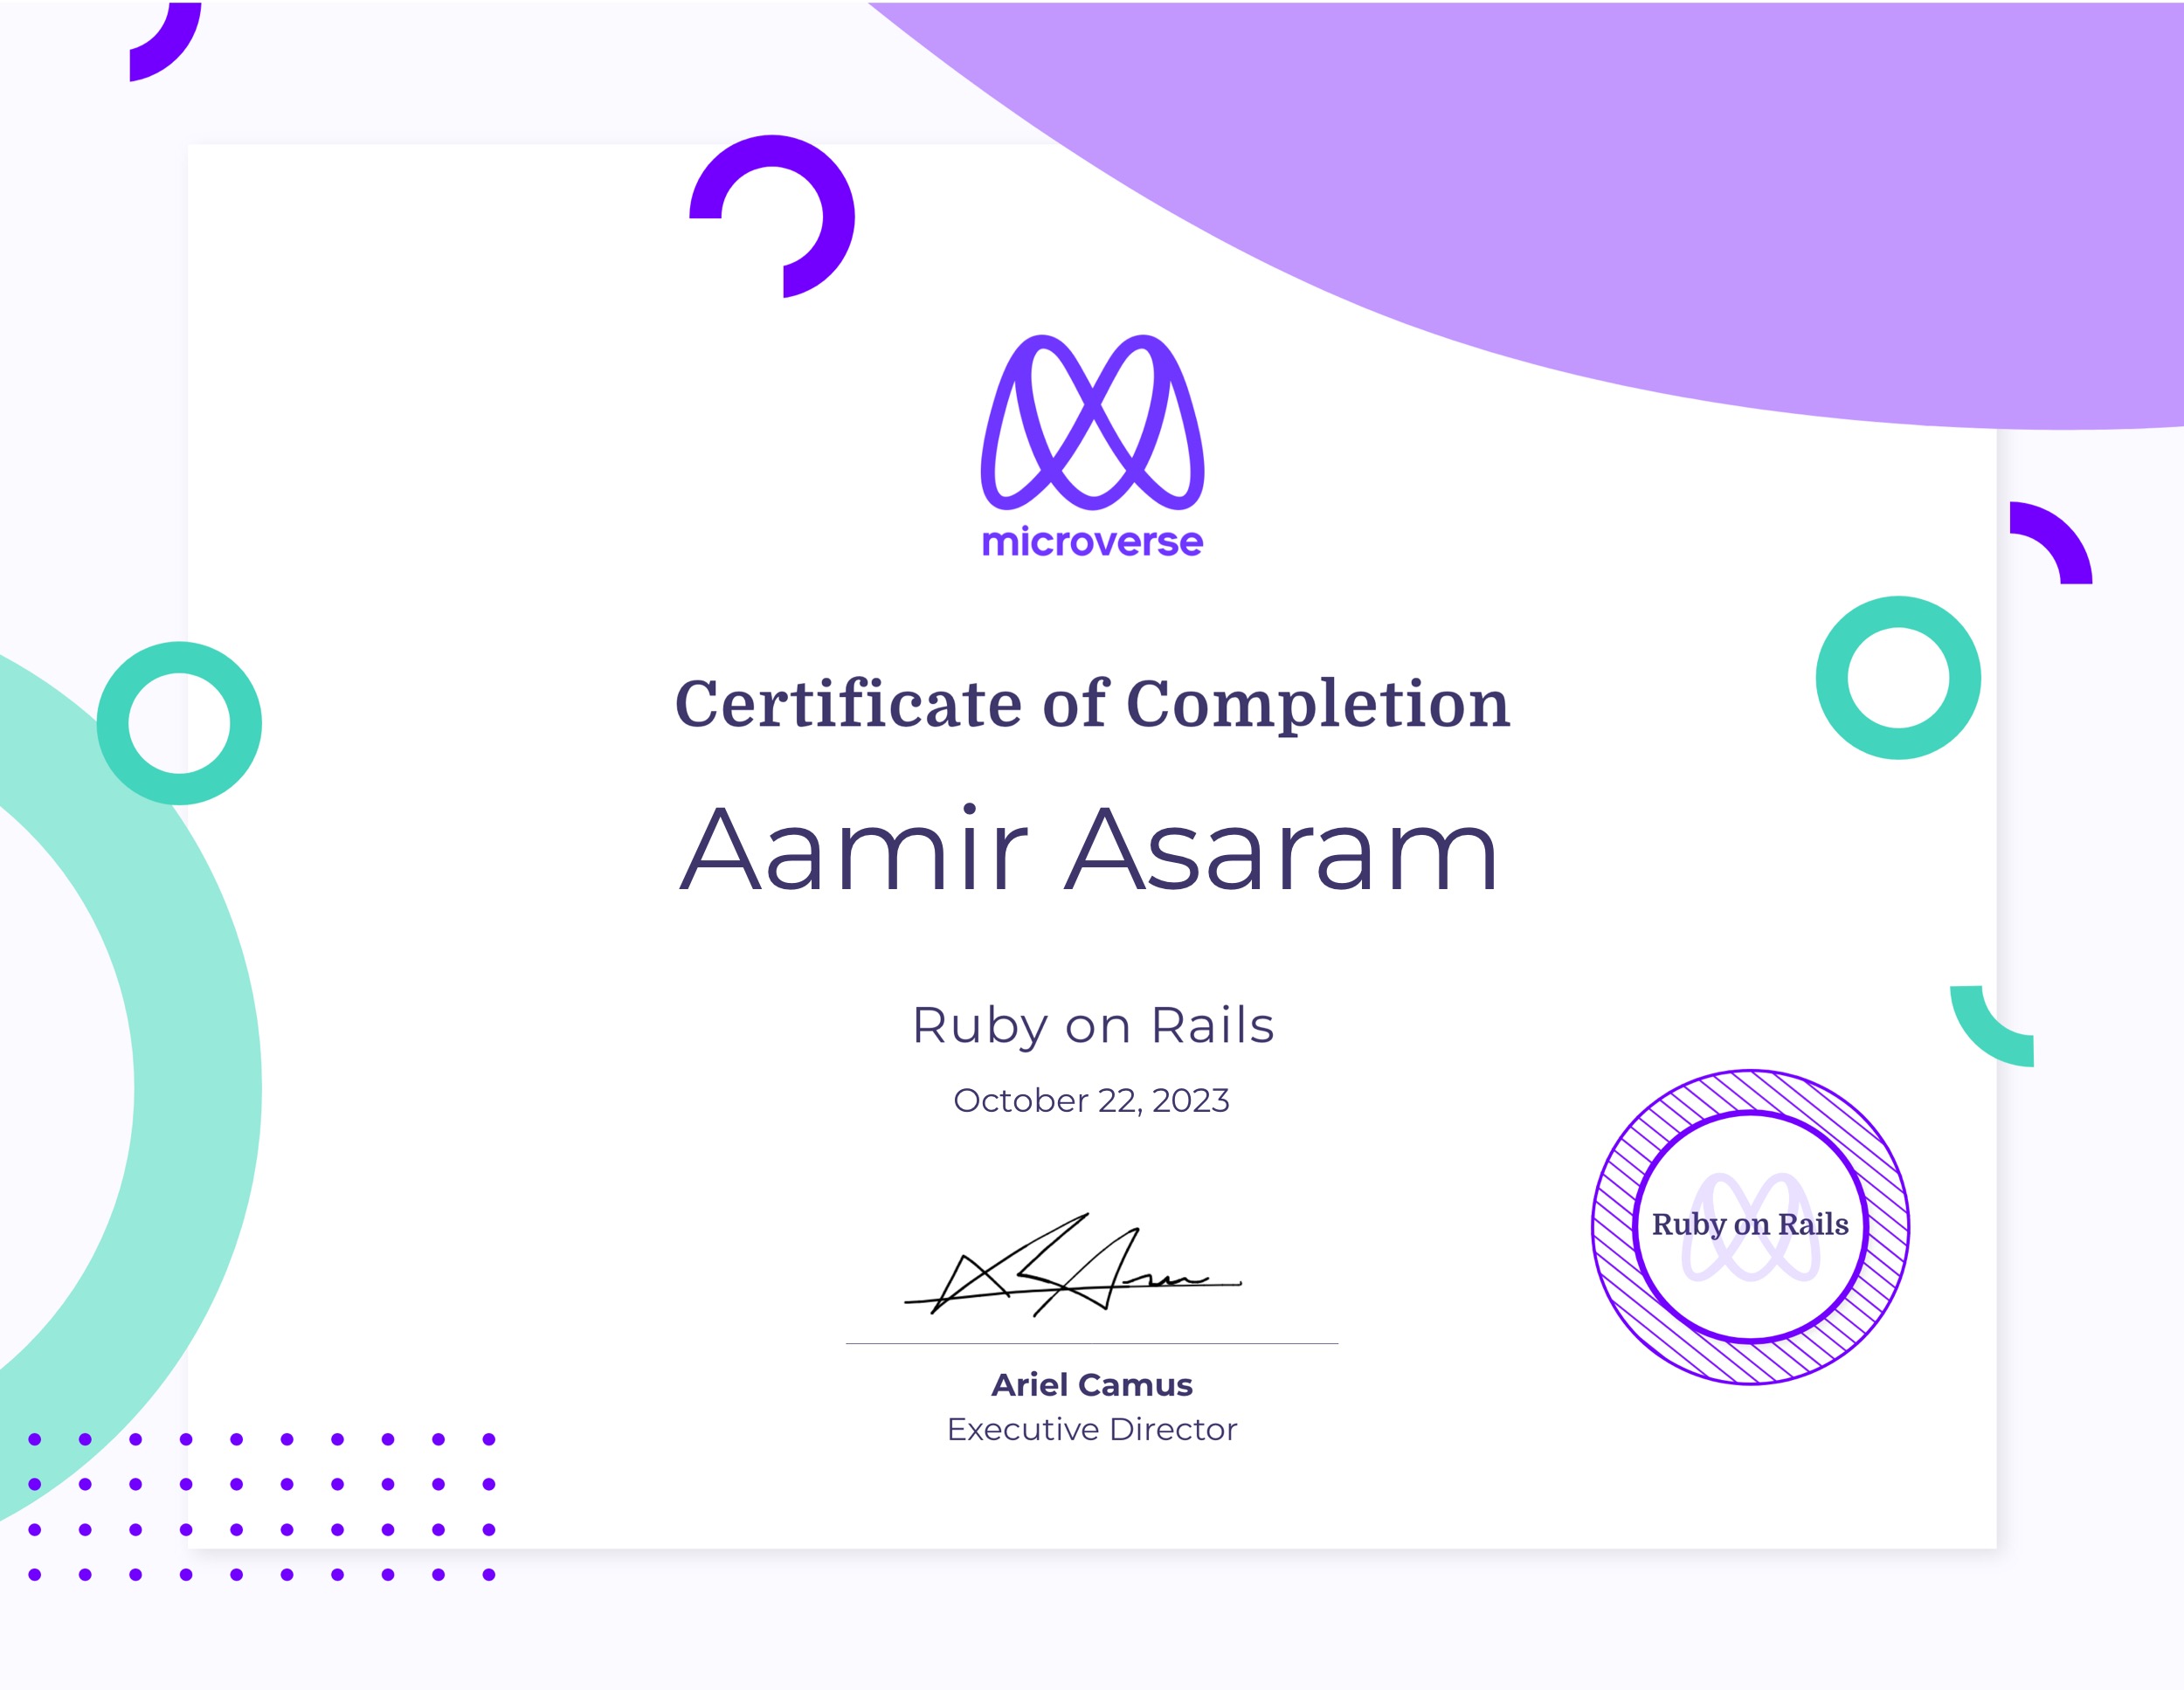 microverse
Certificate of Completion
Aamir Asaram
Ruby on Rails
October 22, 2023
Ruby on Rails
Ariel Camus
Executive Director